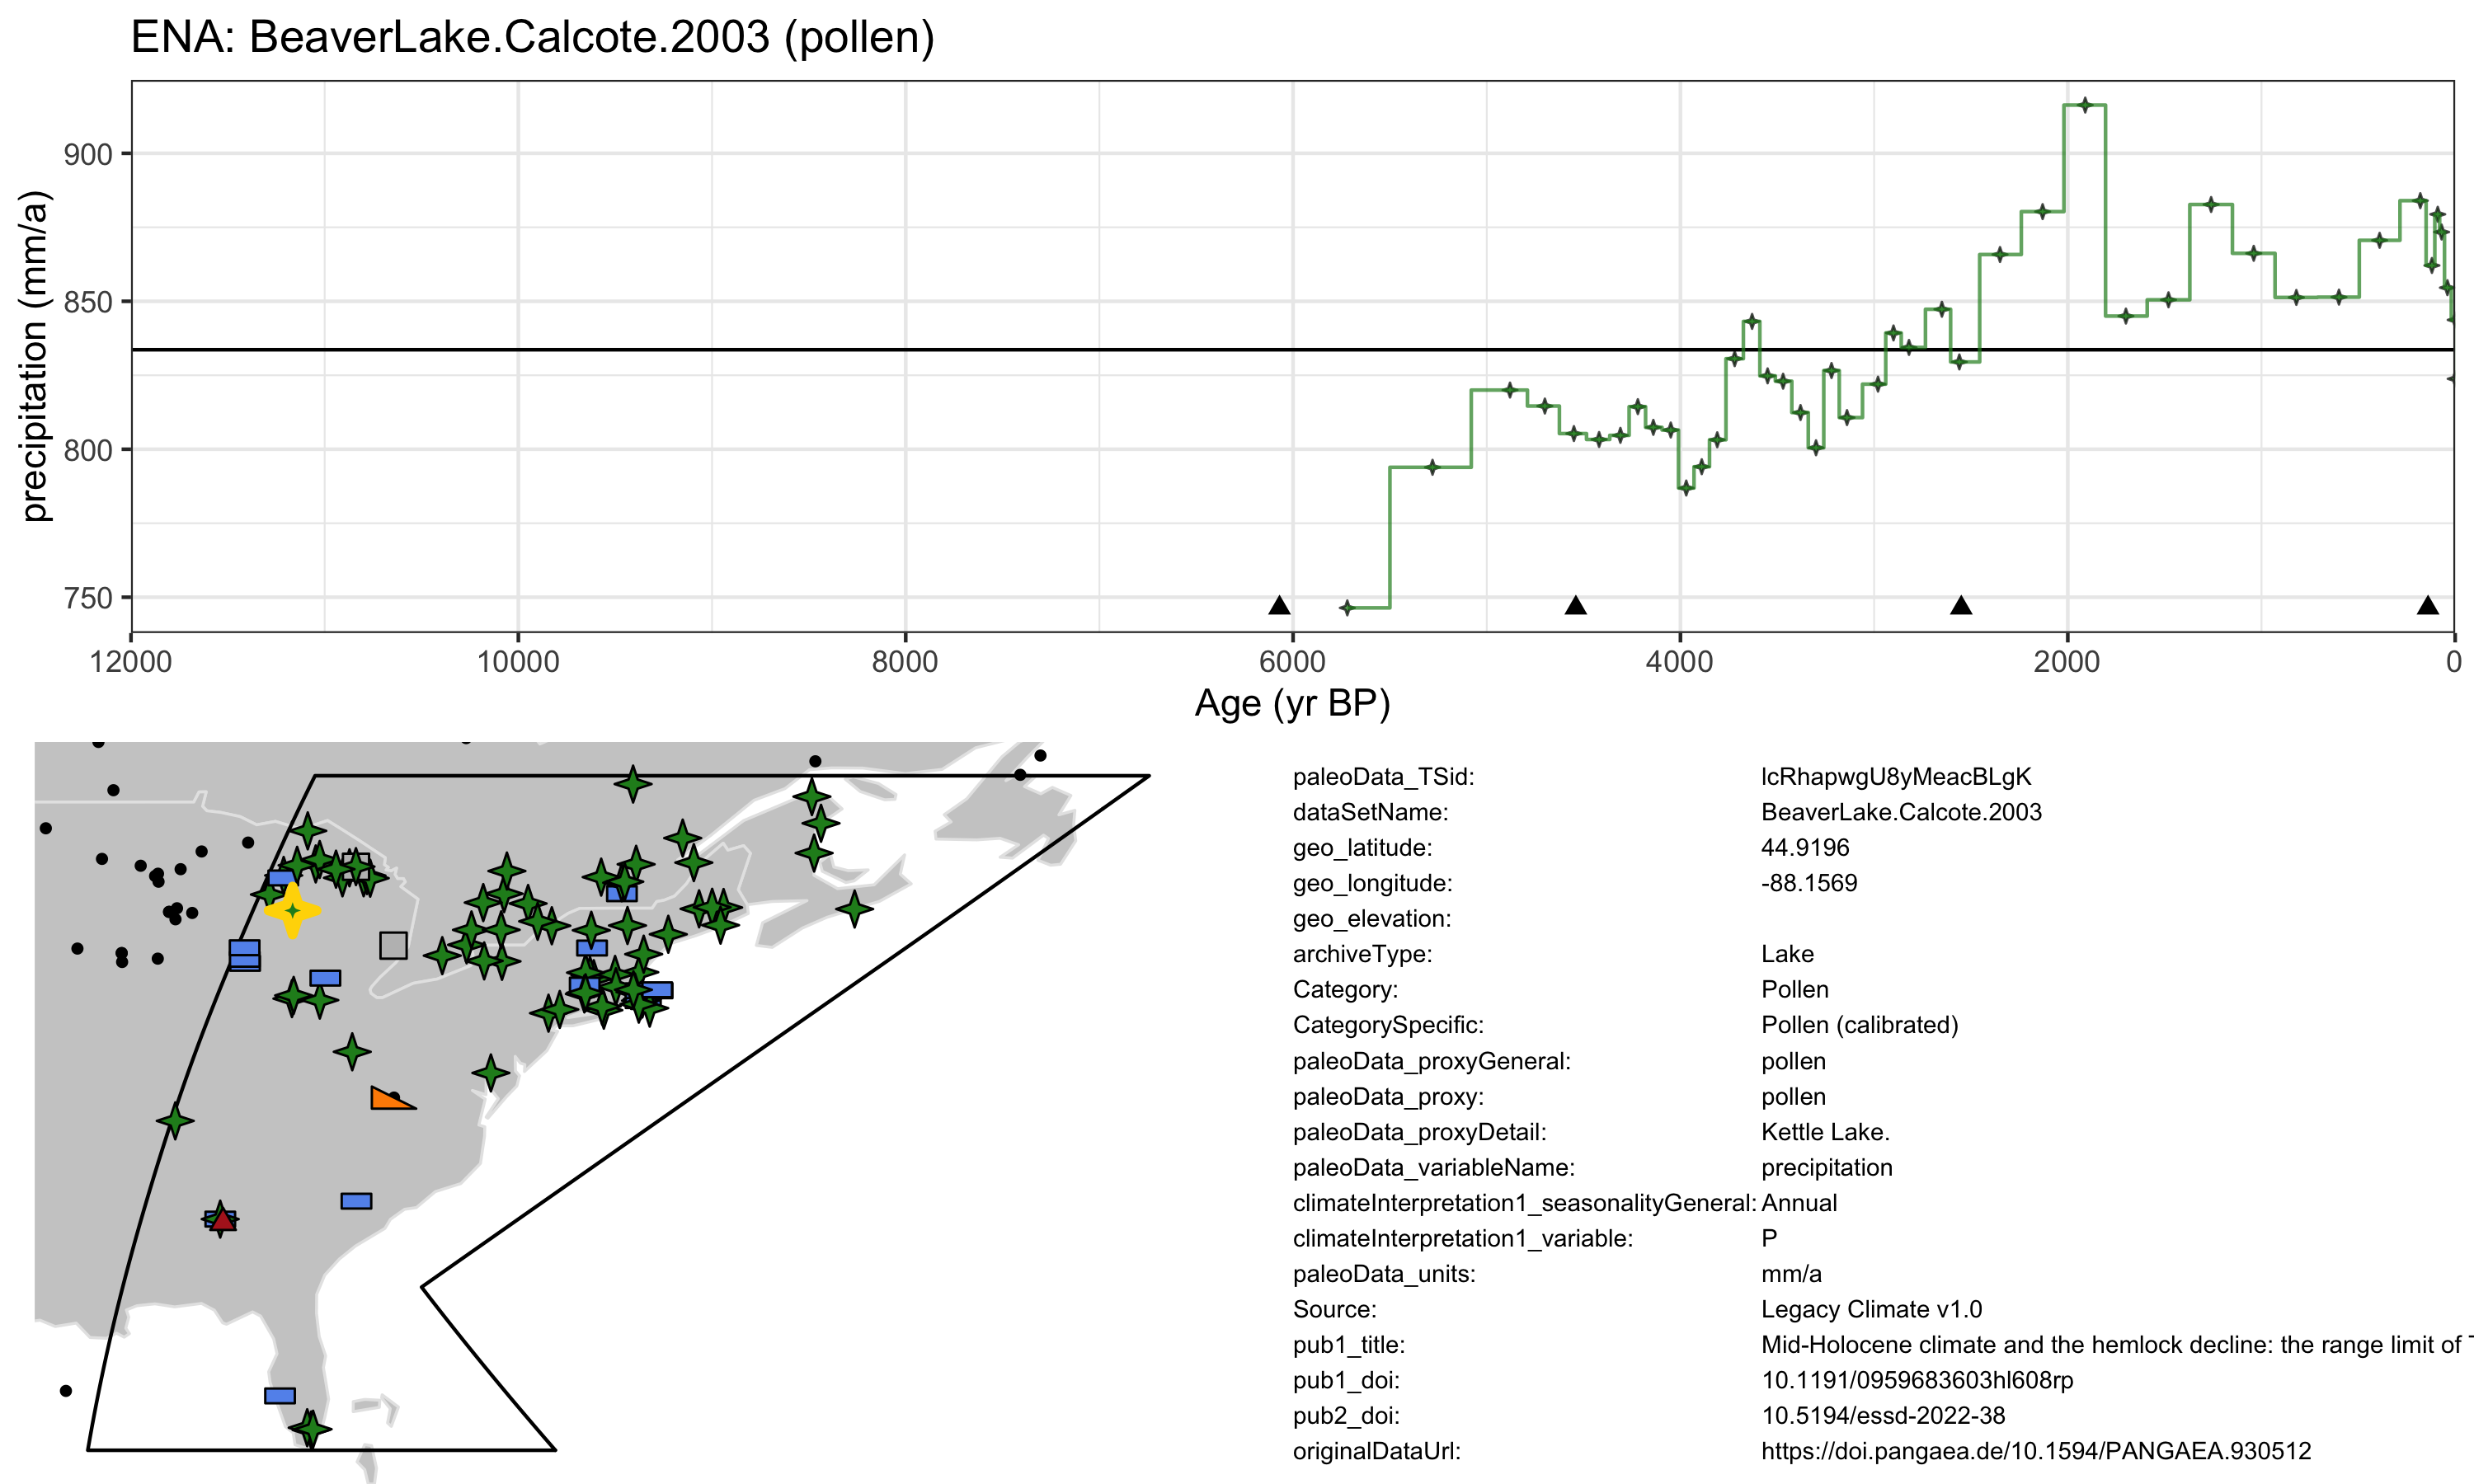 ENA: BeaverLake.Calcote.2003 (pollen)
precipitation (mm/a)
900
850
800
750
12000 10000 8000 6000 4000 2000 0
Age (yr BP)
paleoData_TSid: lcRhapwgU8yMeacBLgK
dataSetName: BeaverLake.Calcote.2003
geo_latitude: 44.9196
geo_longitude: -88.1569
geo_elevation:
archiveType: Lake
Category: Pollen
CategorySpecific: Pollen (calibrated)
paleoData_proxyGeneral: pollen
paleoData_proxy: pollen
paleoData_proxyDetail: Kettle Lake.
paleoData_variableName: precipitation
climateInterpretation1_seasonalityGeneral: Annual
climateInterpretation1_variable: P
paleoData_units: mm/a
Source: Legacy Climate v1.0
pub1_title: Mid-Holocene climate and the hemlock decline: the range limit of
pub1_doi: 10.1191/0959683603hl608rp
pub2_doi: 10.5194/essd-2022-38
originalDataUrl: https://doi.pangaea.de/10.1594/PANGAEA.930512